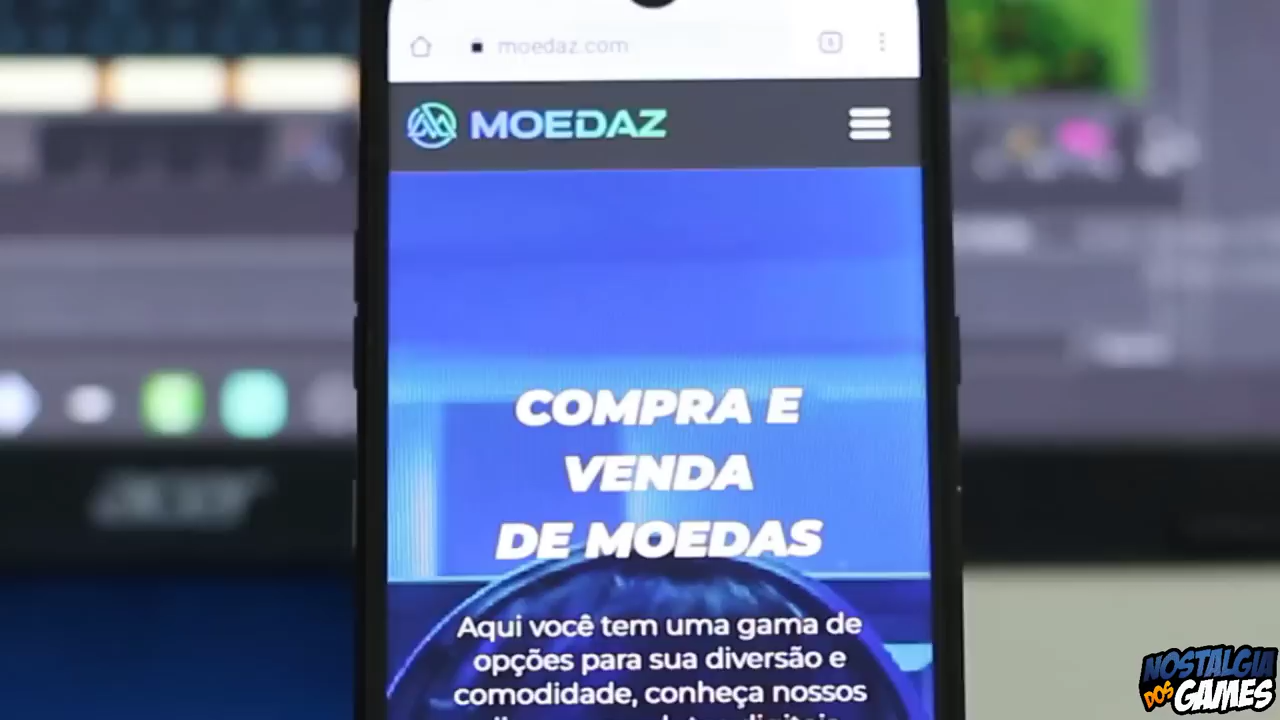 moedaz.com
MOEDAZ
COMPRA E
VENDA
DE MOEDAS
Aqui você tem uma gama de
opções para sua diversão e
comodidade, conheça nossos
acer
NOSTALGIA
DOS
GAMES